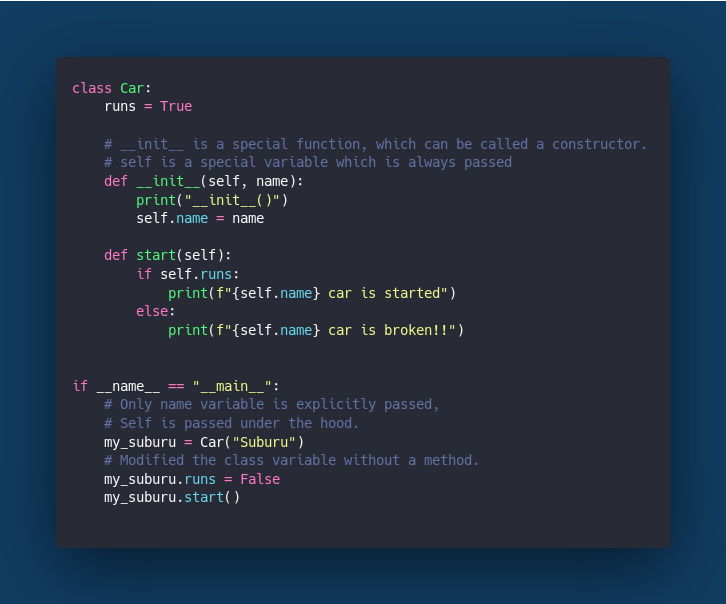 class Car:
    runs = True

    # __init__ is a special function, which can be called a constructor.
    # self is a special variable which is always passed
    def __init__(self, name):
        print("__init__()")
        self.name = name

    def start(self):
        if self.runs:
            print(f"{self.name} car is started")
        else:
            print(f"{self.name} car is broken!!")


if __name__ == "__main__":
    # Only name variable is explicitly passed,
    # Self is passed under the hood.
    my_suburu = Car("Suburu")
    # Modified the class variable without a method.
    my_suburu.runs = False
    my_suburu.start()